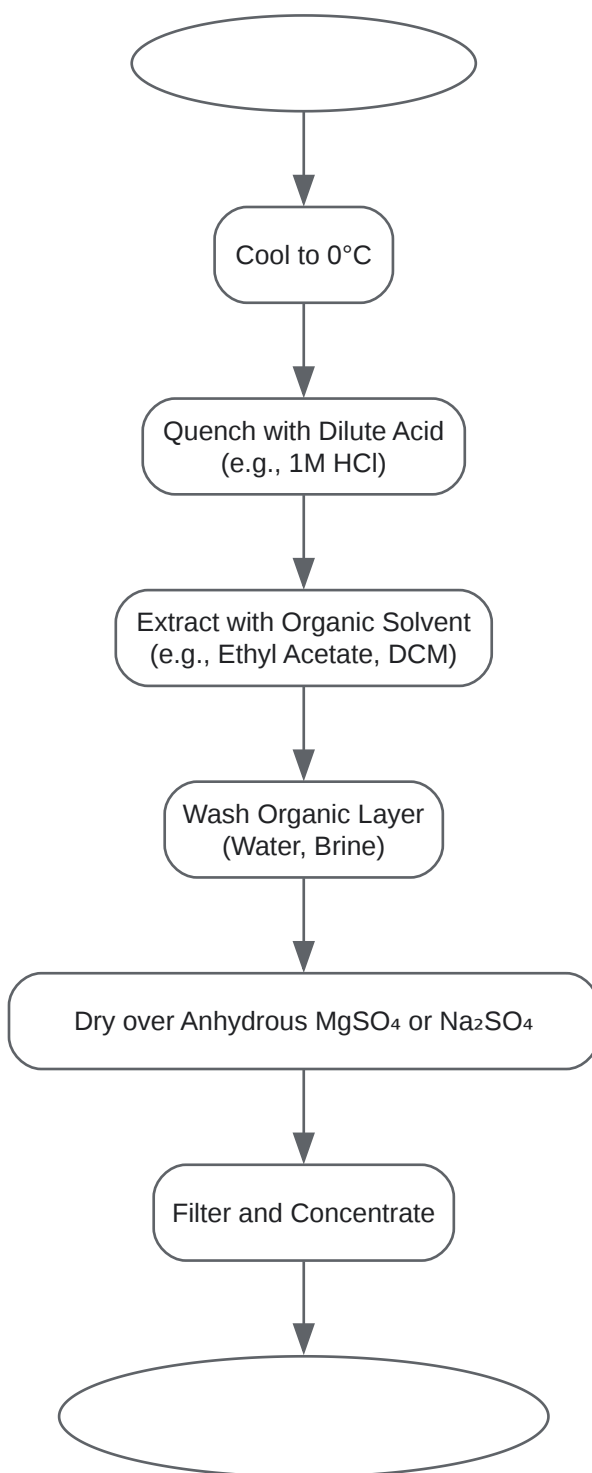 Cool to 0°C
Quench with Dilute Acid
(e.g., 1M HCl)
Extract with Organic Solvent
(e.g., Ethyl Acetate, DCM)
Wash Organic Layer
(Water, Brine)
Dry over Anhydrous MgSO₄ or Na₂SO₄
Filter and Concentrate